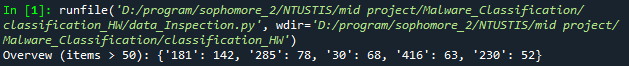 In [1]: runfile('D:/program/sophomore_2/NTUSTIS/mid project/Malware_Classification/
classification_HW/data_Inspection.py', wdir='D:/program/sophomore_2/NTUSTIS/mid project/
Malware_Classification/classification_HW')
Overvew (items > 50): {'181': 142, '285': 78, '30': 68, '416': 63, '230': 52}